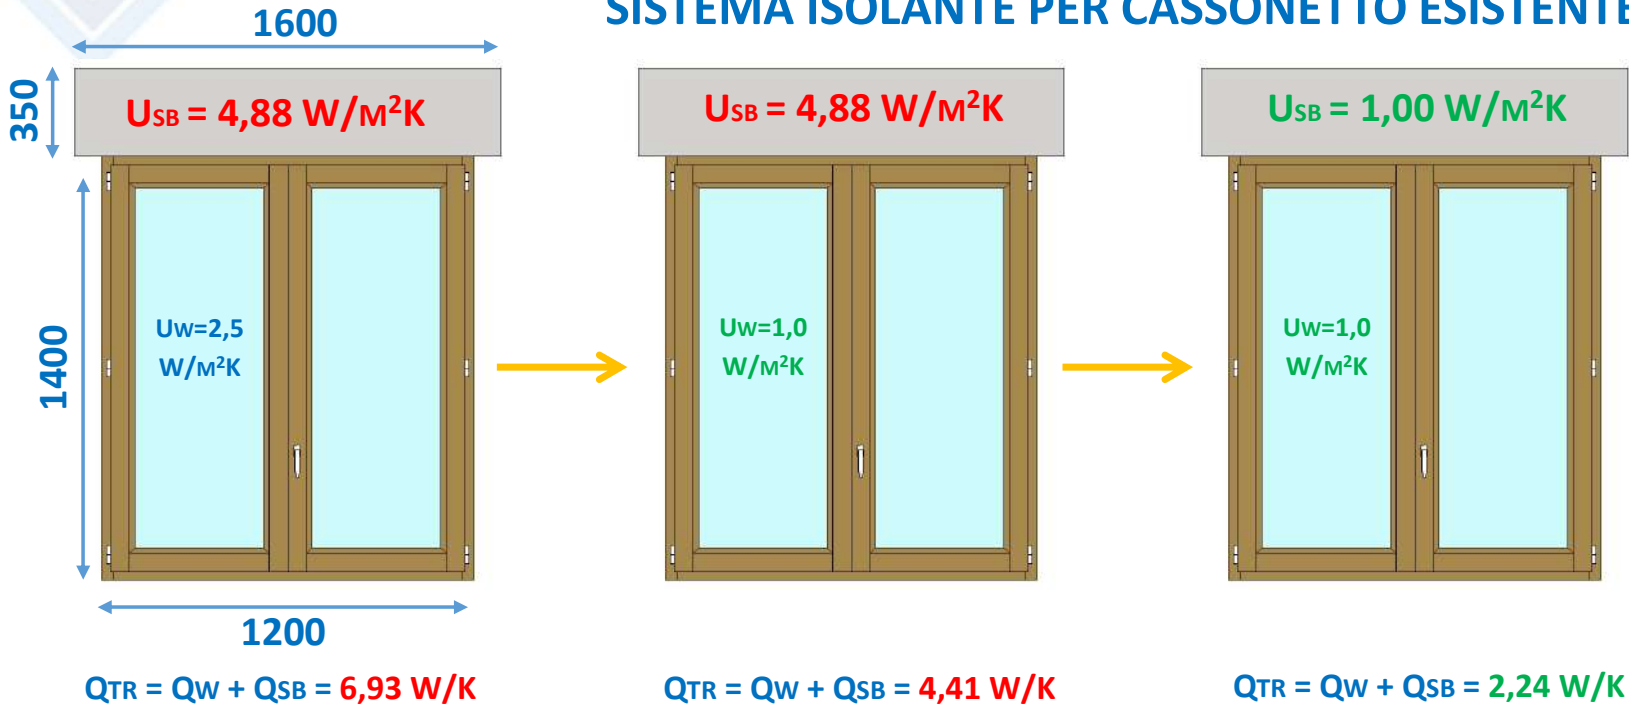 SISTEMA ISOLANTE PER CASSONETTO ESISTENTE
1600
350
USB = 4,88 W/M²K
USB = 4,88 W/M²K
USB = 1,00 W/M²K
1400
UW=2,5
W/M²K
UW=1,0
W/M²K
UW=1,0
W/M²K
1200
QTR = QW + QSB = 6,93 W/K
QTR = QW + QSB = 4,41 W/K
QTR = QW + QSB = 2,24 W/K